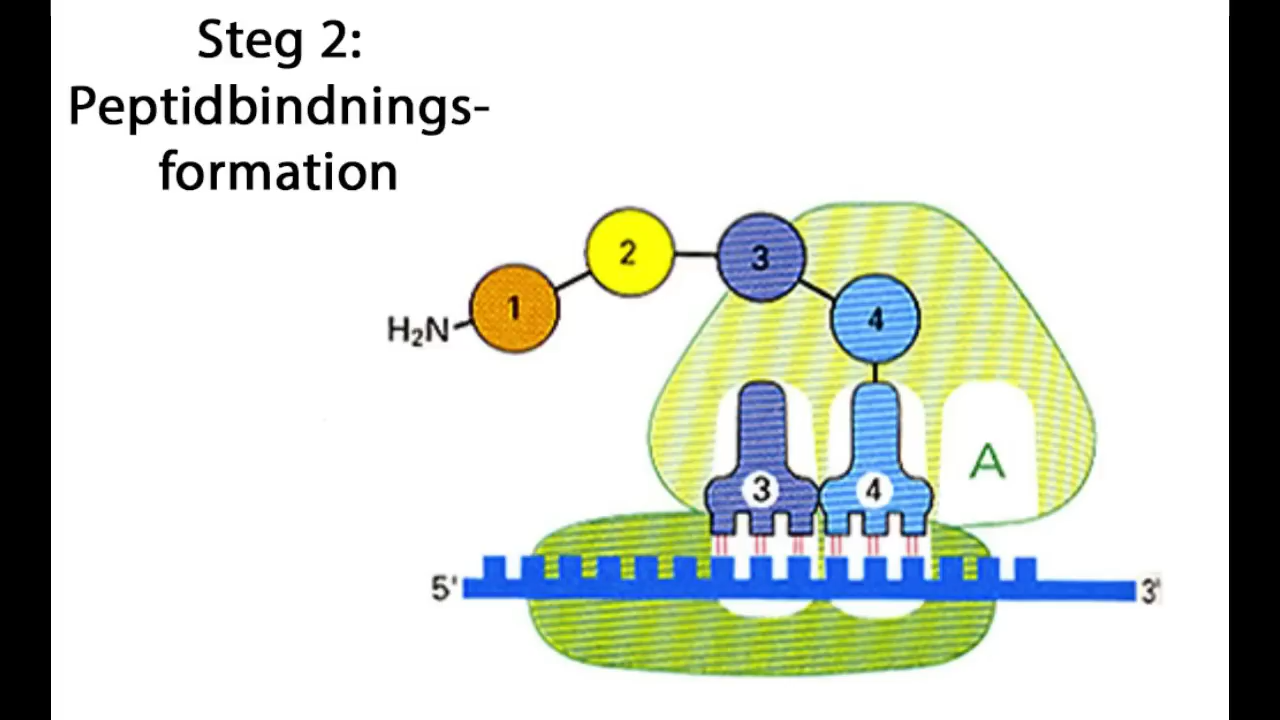 Steg 2:
Peptidbindnings-
formation
1
2
3
4
H₂N
3
4
A
5'
3'